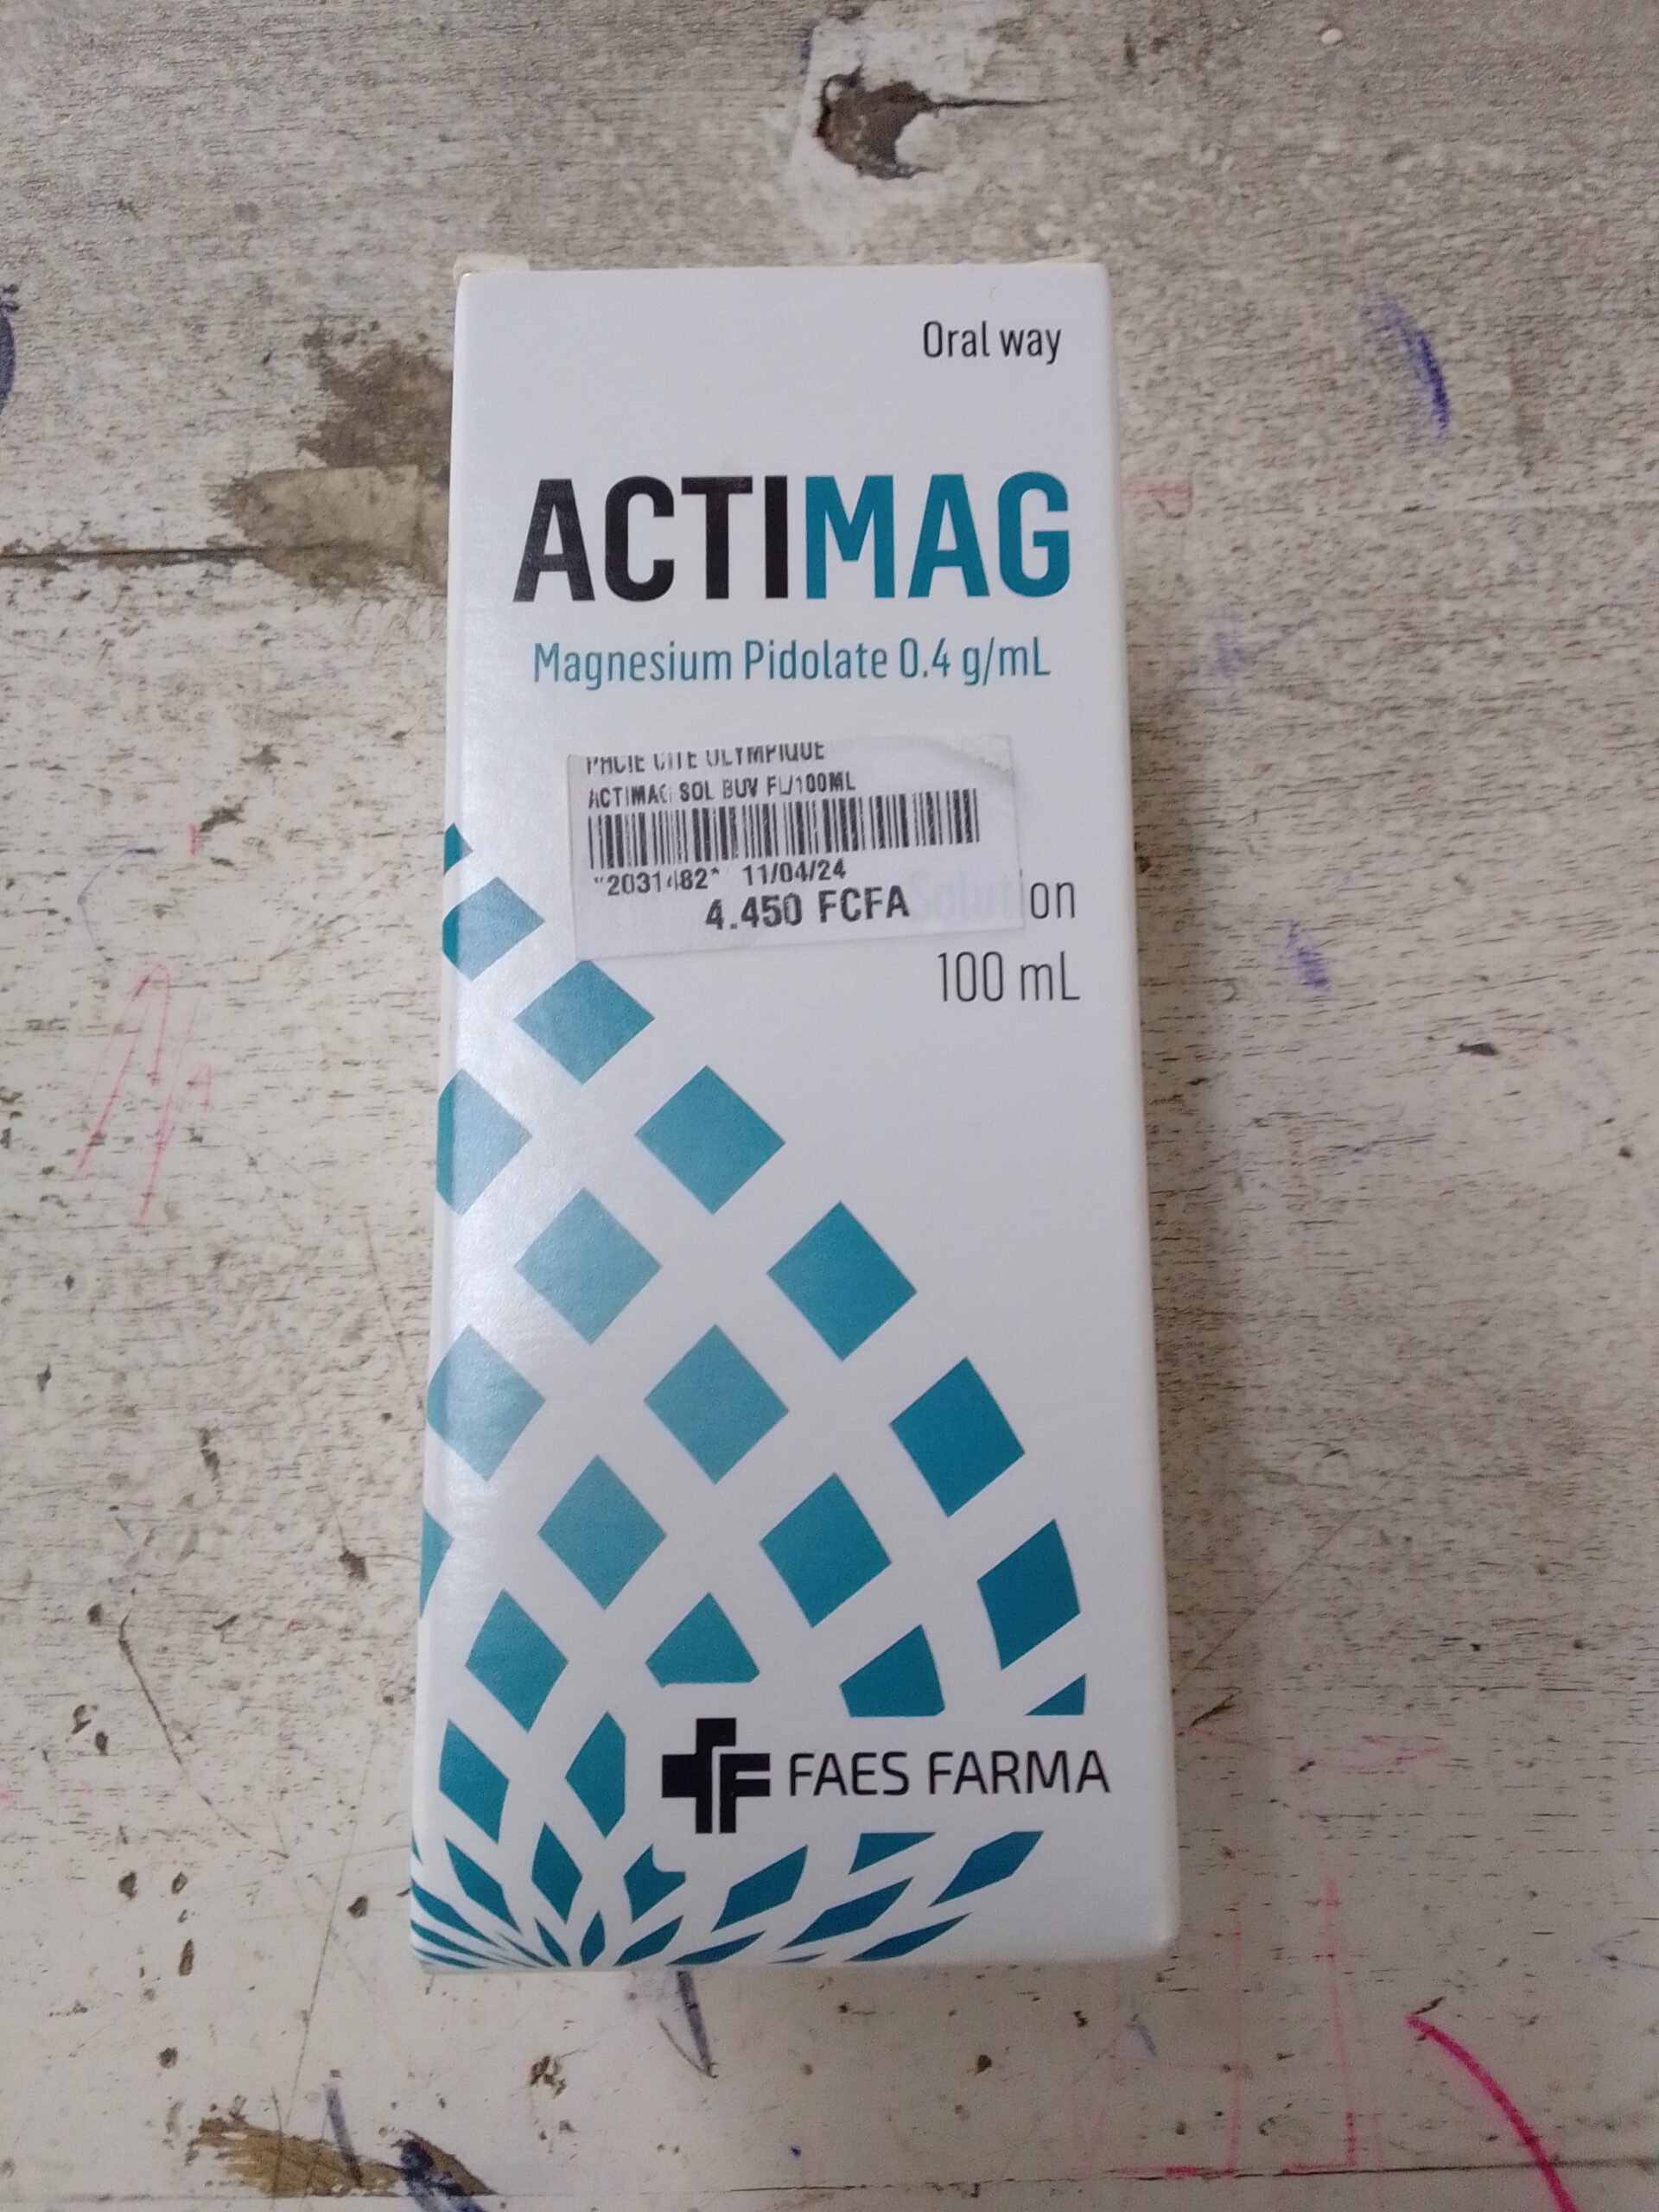 Oral way
ACTIMAG
Magnesium Pidolate 0.4 g/mL
PHCIE CITE OLYMPIQUE
ACTIMAG SOL BUV FL/100ML
*2031482* 11/04/24
4.450 FCFA
Solution
100 mL
FAES FARMA